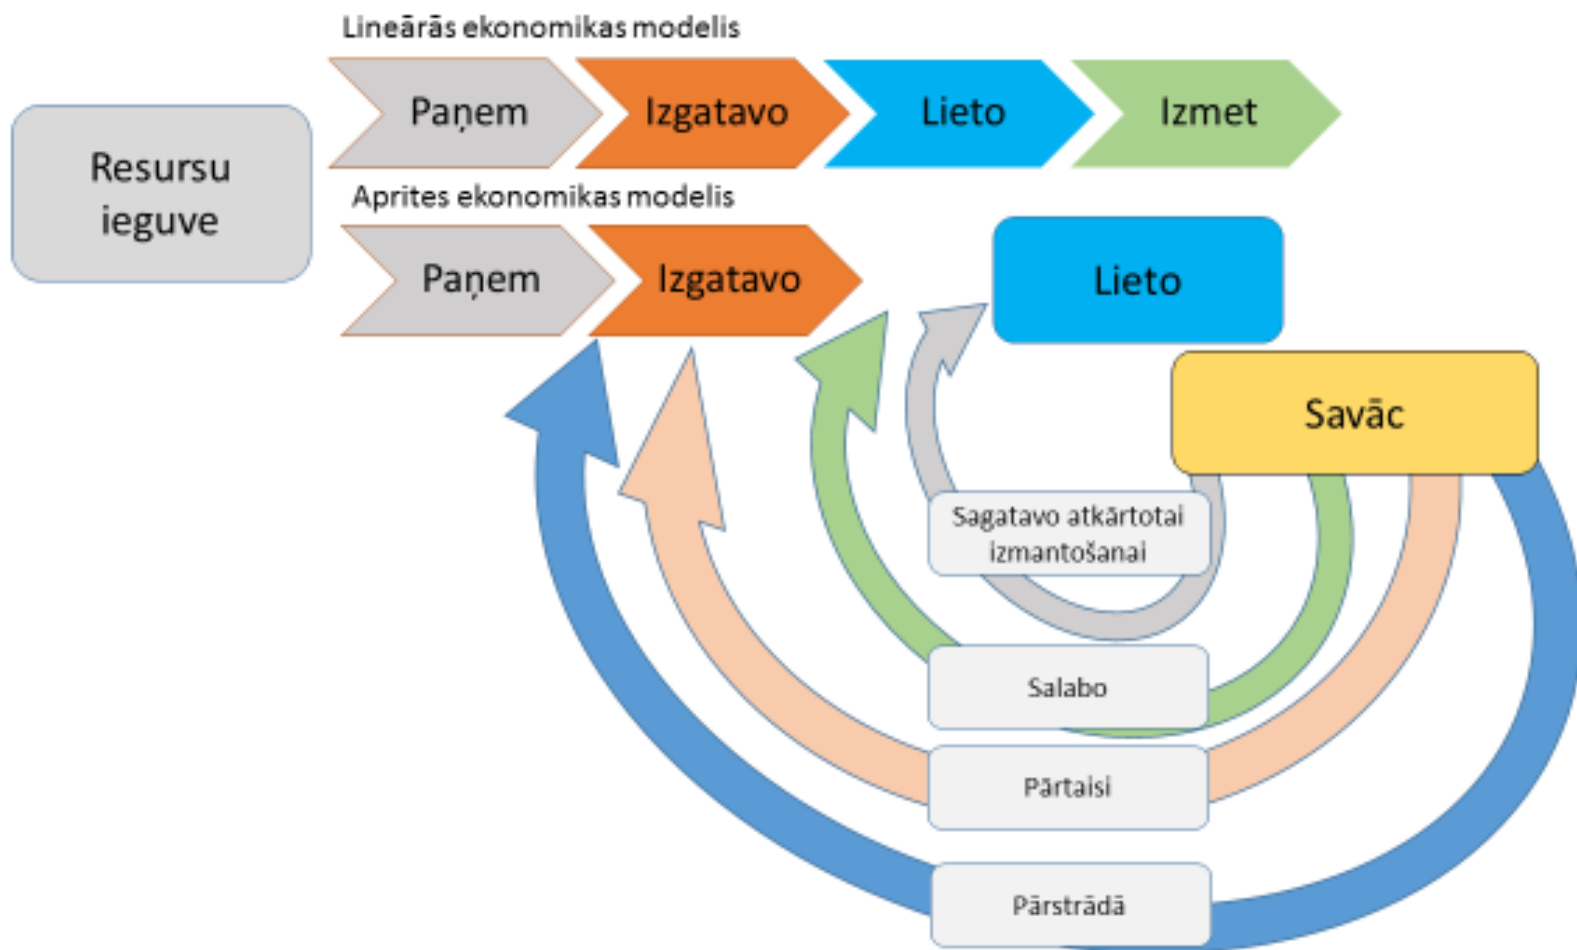 Lineārās ekonomikas modelis
Paņem
Izgatavo
Lieto
Izmet
Resursu
ieguve
Aprites ekonomikas modelis
Paņem
Izgatavo
Lieto
Savāc
Sagatavo atkārtotai
izmantošanai
Salabo
Pārtaisi
Pārstrādā